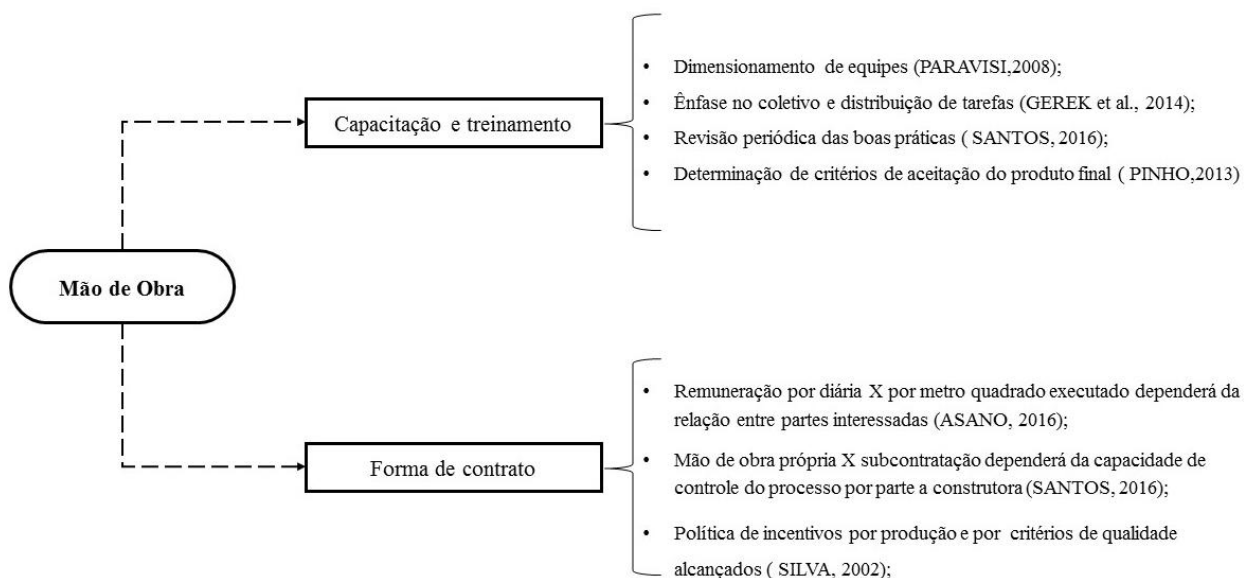 • Dimensionamento de equipes (PARAVISI,2008);
• Ênfase no coletivo e distribuição de tarefas (GEREK et al., 2014);
Capacitação e treinamento
• Revisão periódica das boas práticas ( SANTOS, 2016);
• Determinação de critérios de aceitação do produto final ( PINHO,2013)
Mão de Obra
• Remuneração por diária X por metro quadrado executado dependerá da
relação entre partes interessadas (ASANO, 2016);
Forma de contrato
• Mão de obra própria X subcontratação dependerá da capacidade de
controle do processo por parte a construtora (SANTOS, 2016);
• Política de incentivos por produção e por critérios de qualidade
alcançados ( SILVA, 2002);